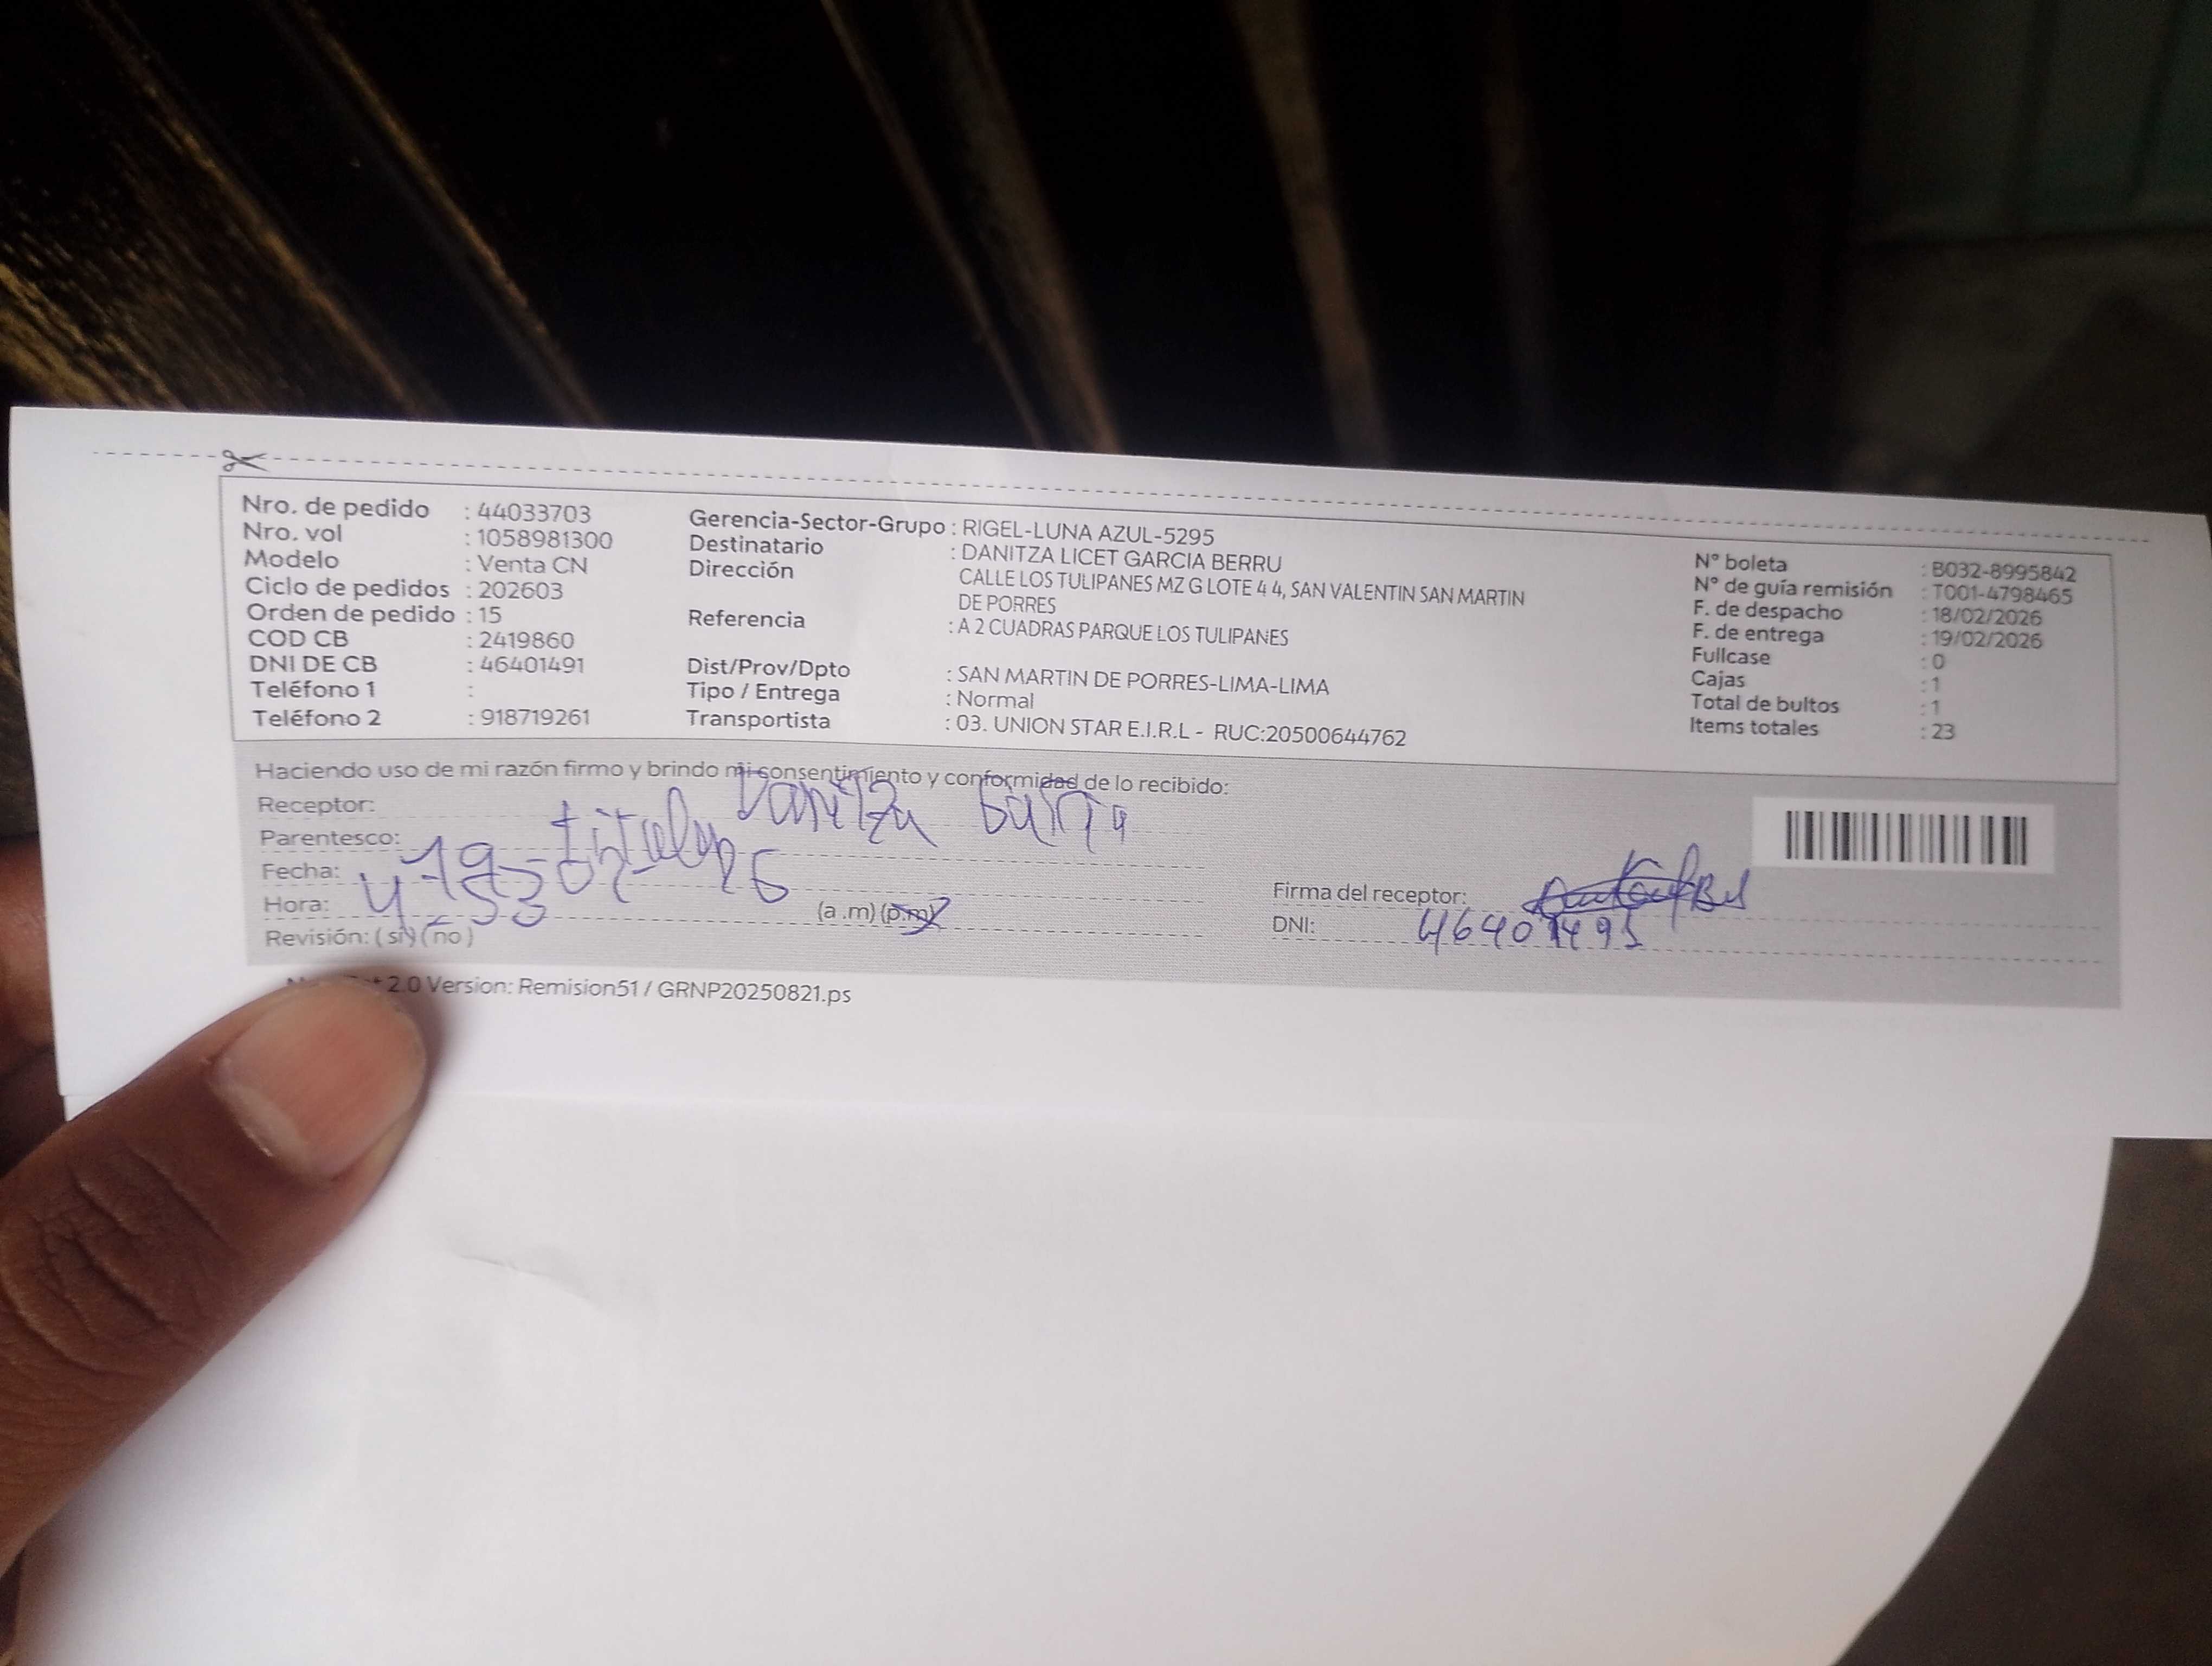 Nro. de pedido : 44033703
Nro. vol : 1058981300
Modelo : Venta CN
Ciclo de pedidos : 202603
Orden de pedido : 15
COD CB : 2419860
DNI DE CB : 46401491
Teléfono 1 :
Teléfono 2 : 918719261
Gerencia-Sector-Grupo : RIGEL-LUNA AZUL-5295
Destinatario : DANITZA LICET GARCIA BERRU
Dirección CALLE LOS TULIPANES MZ G LOTE 4 4, SAN VALENTIN SAN MARTIN
DE PORRES
Referencia : A 2 CUADRAS PARQUE LOS TULIPANES
Dist/Prov/Dpto : SAN MARTIN DE PORRES-LIMA-LIMA
Tipo / Entrega : Normal
Transportista : 03. UNION STAR E.I.R.L - RUC:20500644762
N° boleta : B032-8995842
N° de guía remisión : T001-4798465
F. de despacho : 18/02/2026
F. de entrega : 19/02/2026
Fullcase : 0
Cajas : 1
Total de bultos : 1
Items totales : 23
Haciendo uso de mi razón firmo y brindo mi consentimiento y conformidad de lo recibido:
Receptor: Danitza
Parentesco: titular
Fecha: 19-02-26
Hora: 4:53 (a .m) (p.m)
Revisión: ( si) ( no )
Firma del receptor:
DNI:
2.0 Version: Remision51 / GRNP20250821.ps